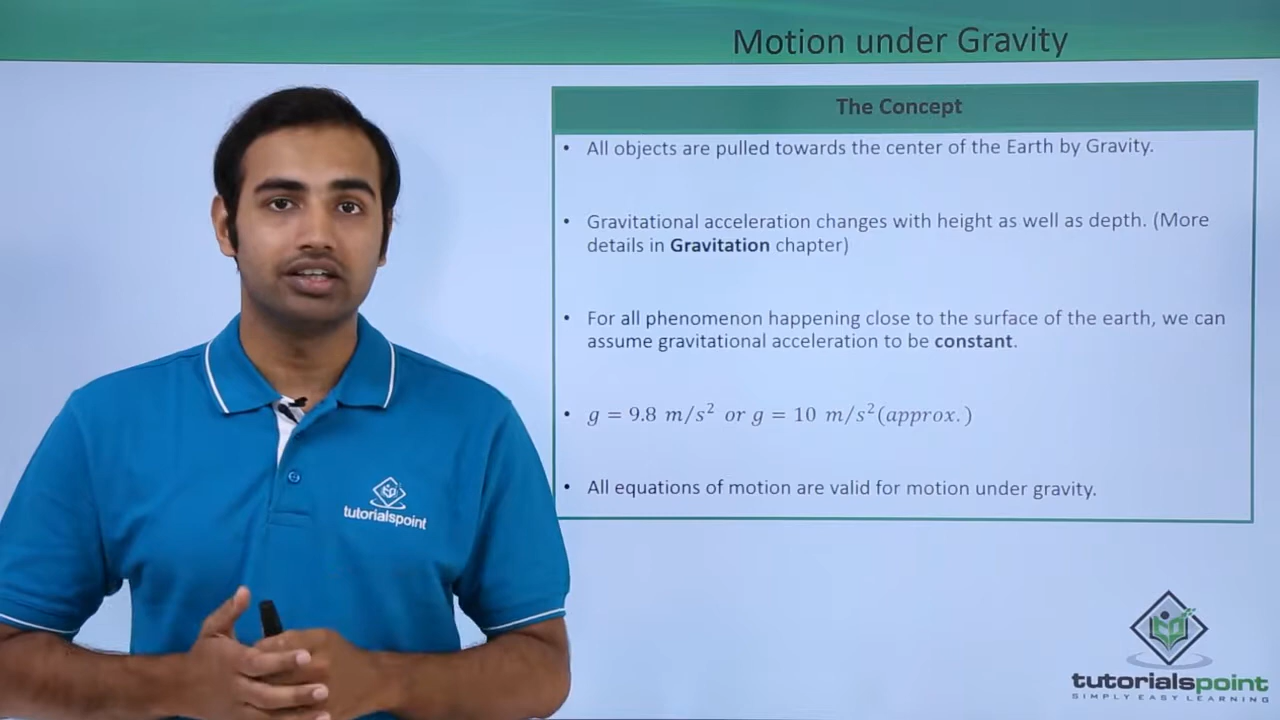 Motion under Gravity
The Concept
• All objects are pulled towards the center of the Earth by Gravity.
• Gravitational acceleration changes with height as well as depth. (More
details in Gravitation chapter)
• For all phenomenon happening close to the surface of the earth, we can
assume gravitational acceleration to be constant.
• g = 9.8 m/s² or g = 10 m/s²(approx.)
• All equations of motion are valid for motion under gravity.
tutorialspoint
tutorialspoint
SIMPLY EASY LEARNING